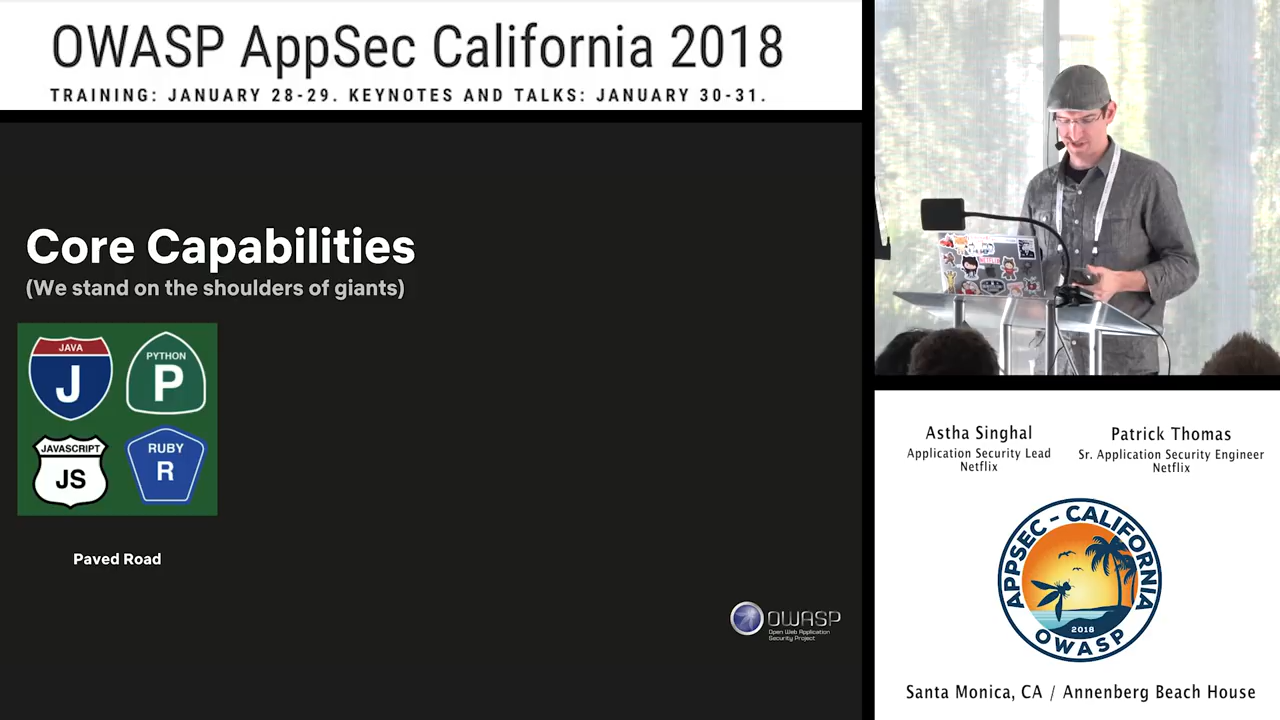 OWASP AppSec California 2018
TRAINING: JANUARY 28-29. KEYNOTES AND TALKS: JANUARY 30-31.
Core Capabilities
(We stand on the shoulders of giants)
JAVA
J
PYTHON
P
JAVASCRIPT
JS
RUBY
R
Paved Road
OWASP
Open Web Application
Security Project
NETFLIX
Astha Singhal
Application Security Lead
Netflix
Patrick Thomas
Sr. Application Security Engineer
Netflix
APPSEC - CALIFORNIA
2018
OWASP
Santa Monica, CA / Annenberg Beach House